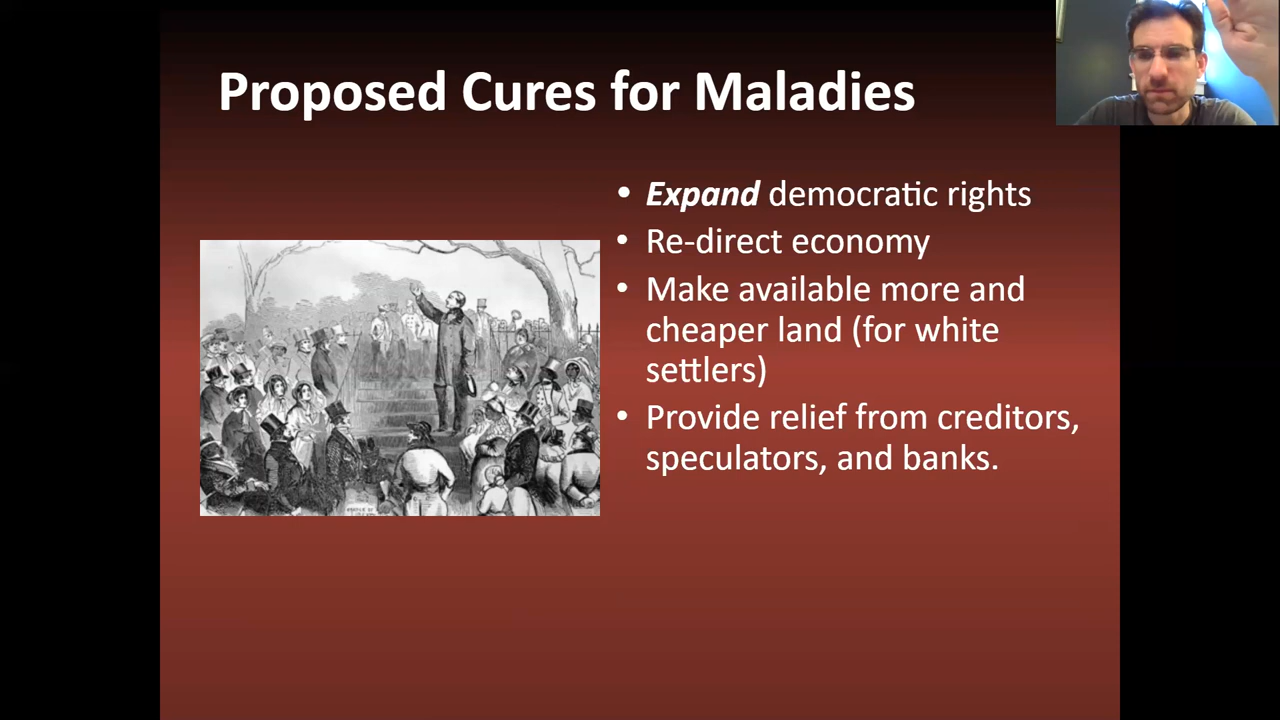 Proposed Cures for Maladies
• Expand democratic rights
• Re-direct economy
• Make available more and
cheaper land (for white
settlers)
• Provide relief from creditors,
speculators, and banks.